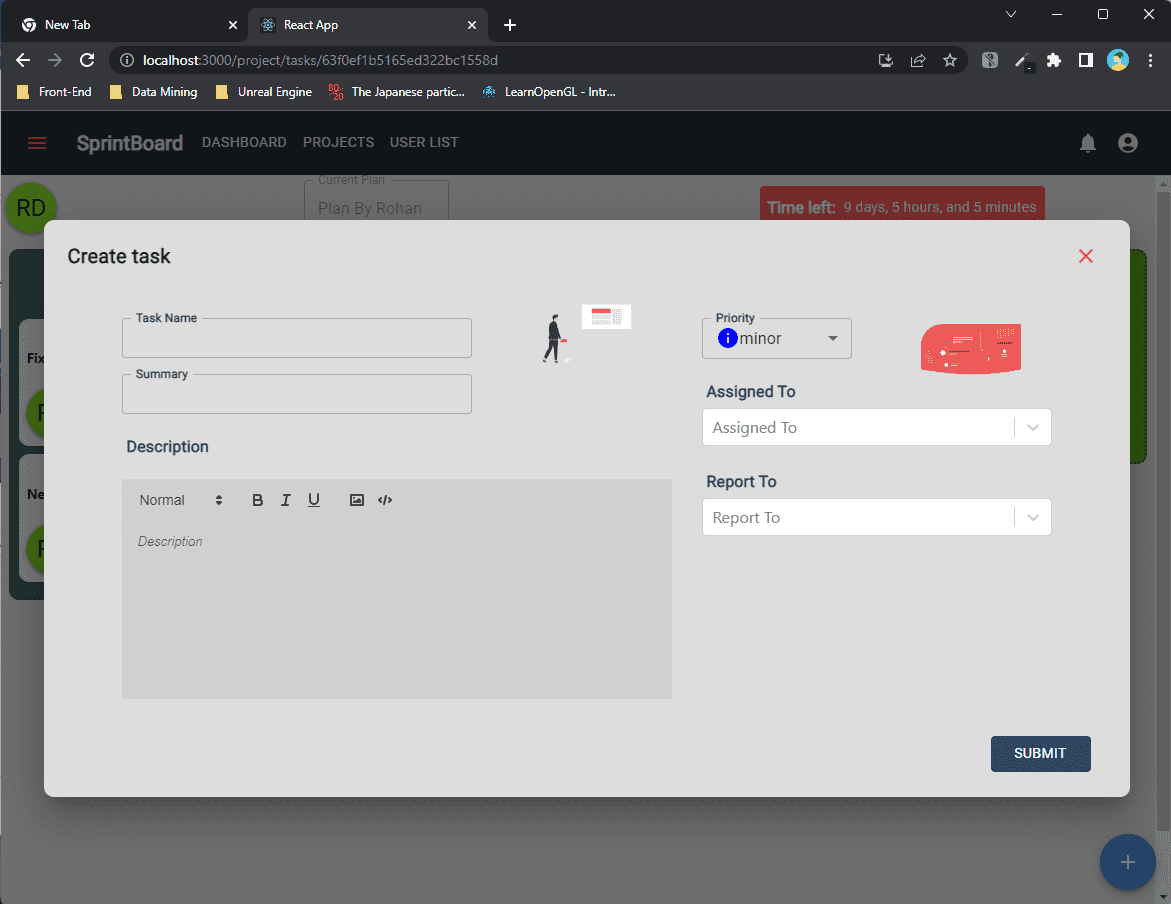 New Tab
React App
localhost:3000/project/tasks/63f0ef1b5165ed322bc1558d
Front-End
Data Mining
Unreal Engine
The Japanese partic...
LearnOpenGL - Intr...
SprintBoard
DASHBOARD
PROJECTS
USER LIST
RD
Current Plan
Plan By Rohan
Time left: 9 days, 5 hours, and 5 minutes
Create task
Task Name
Priority
i minor
Summary
Assigned To
Assigned To
Description
Normal
B I U
Report To
Report To
Description
Fix
Ne
SUBMIT